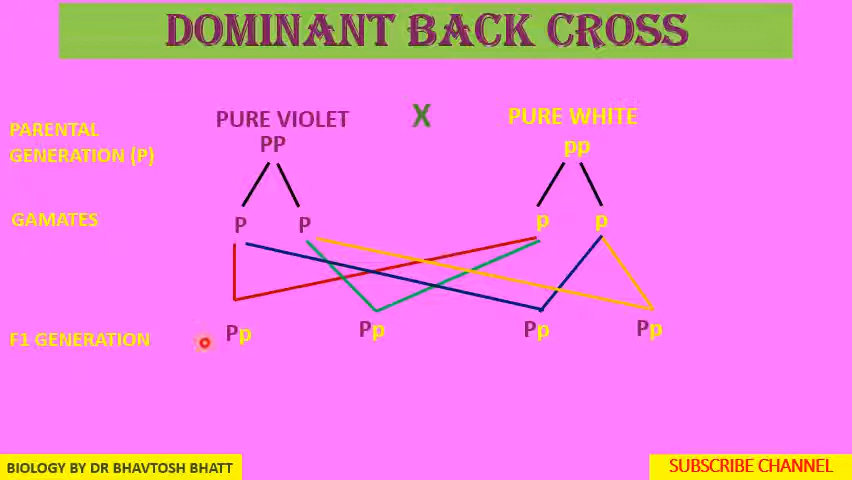 DOMINANT BACK CROSS
PURE VIOLET X PURE WHITE
PARENTAL
GENERATION (P)
PP pp
GAMATES P P p p
F1 GENERATION Pp Pp Pp Pp
BIOLOGY BY DR BHAVTOSH BHATT
SUBSCRIBE CHANNEL